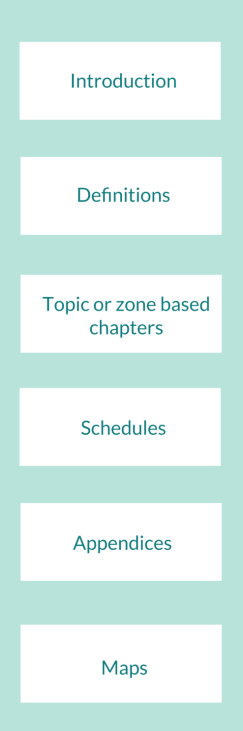 Introduction
Definitions
Topic or zone based
chapters
Schedules
Appendices
Maps